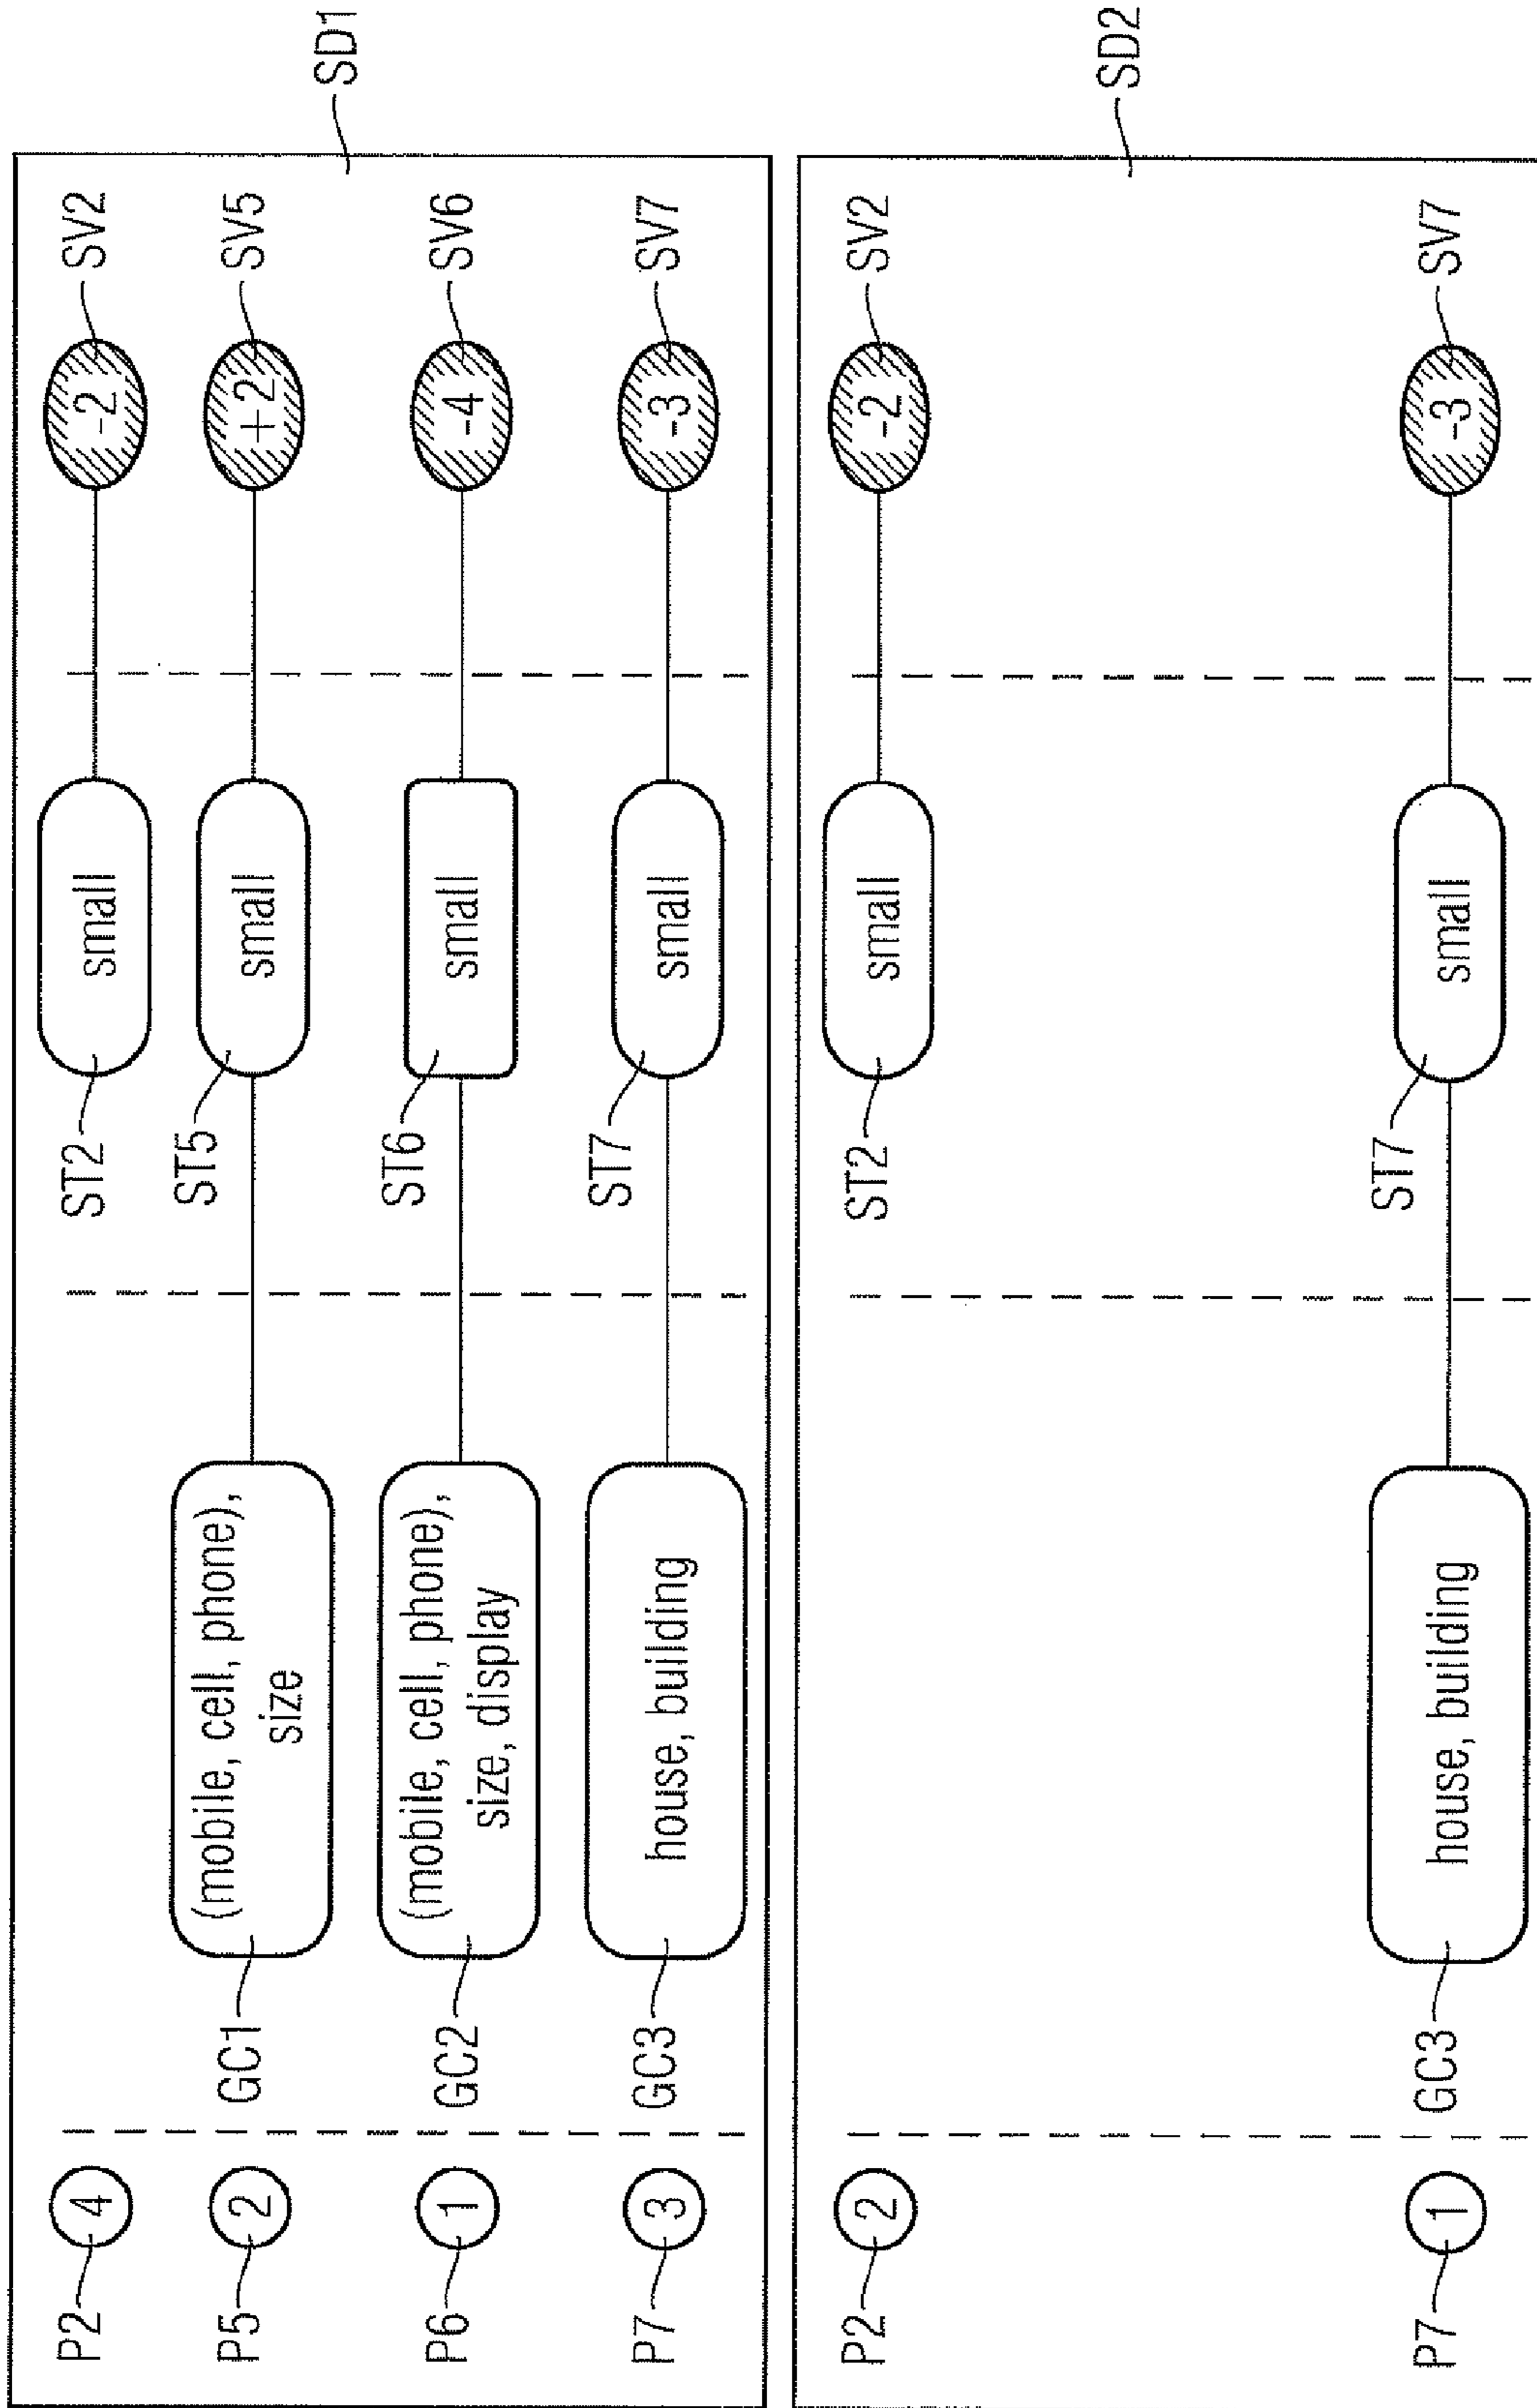 P2 4 ST2 small -2 SV2
P5 2 GC1 (mobile, cell, phone), ST5 small +2 SV5
size
P6 1 GC2 (mobile, cell, phone), ST6 small -4 SV6
size, display
P7 3 GC3 house, building ST7 small -3 SV7
SD1
P2 2 ST2 small -2 SV2
P7 1 GC3 house, building ST7 small -3 SV7
SD2